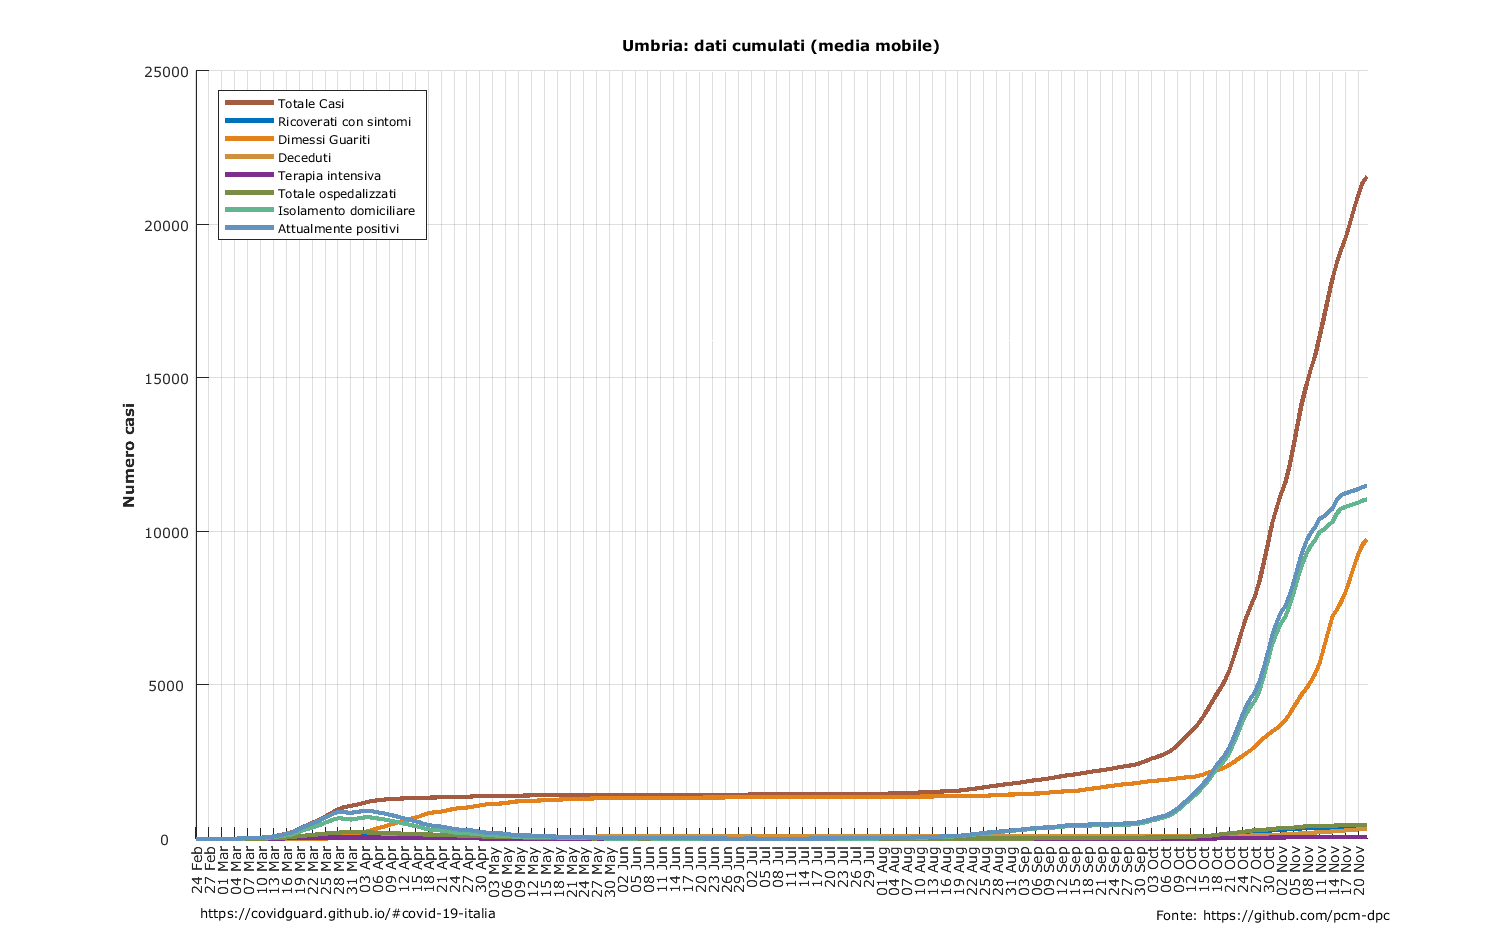 Umbria: dati cumulati (media mobile)
25000
20000
15000
10000
5000
0
Numero casi
Totale Casi
Ricoverati con sintomi
Dimessi Guariti
Deceduti
Terapia intensiva
Totale ospedalizzati
Isolamento domiciliare
Attualmente positivi
24 Feb
27 Feb
01 Mar
04 Mar
07 Mar
10 Mar
13 Mar
16 Mar
19 Mar
22 Mar
25 Mar
28 Mar
31 Mar
03 Apr
06 Apr
09 Apr
12 Apr
15 Apr
18 Apr
21 Apr
24 Apr
27 Apr
30 Apr
03 May
06 May
09 May
12 May
15 May
18 May
21 May
24 May
27 May
30 May
02 Jun
05 Jun
08 Jun
11 Jun
14 Jun
17 Jun
20 Jun
23 Jun
26 Jun
29 Jun
02 Jul
05 Jul
08 Jul
11 Jul
14 Jul
17 Jul
20 Jul
23 Jul
26 Jul
29 Jul
01 Aug
04 Aug
07 Aug
10 Aug
13 Aug
16 Aug
19 Aug
22 Aug
25 Aug
28 Aug
31 Aug
03 Sep
06 Sep
09 Sep
12 Sep
15 Sep
18 Sep
21 Sep
24 Sep
27 Sep
30 Sep
03 Oct
06 Oct
09 Oct
12 Oct
15 Oct
18 Oct
21 Oct
24 Oct
27 Oct
30 Oct
02 Nov
05 Nov
08 Nov
11 Nov
14 Nov
17 Nov
20 Nov
https://covidguard.github.io/#covid-19-italia
Fonte: https://github.com/pcm-dpc